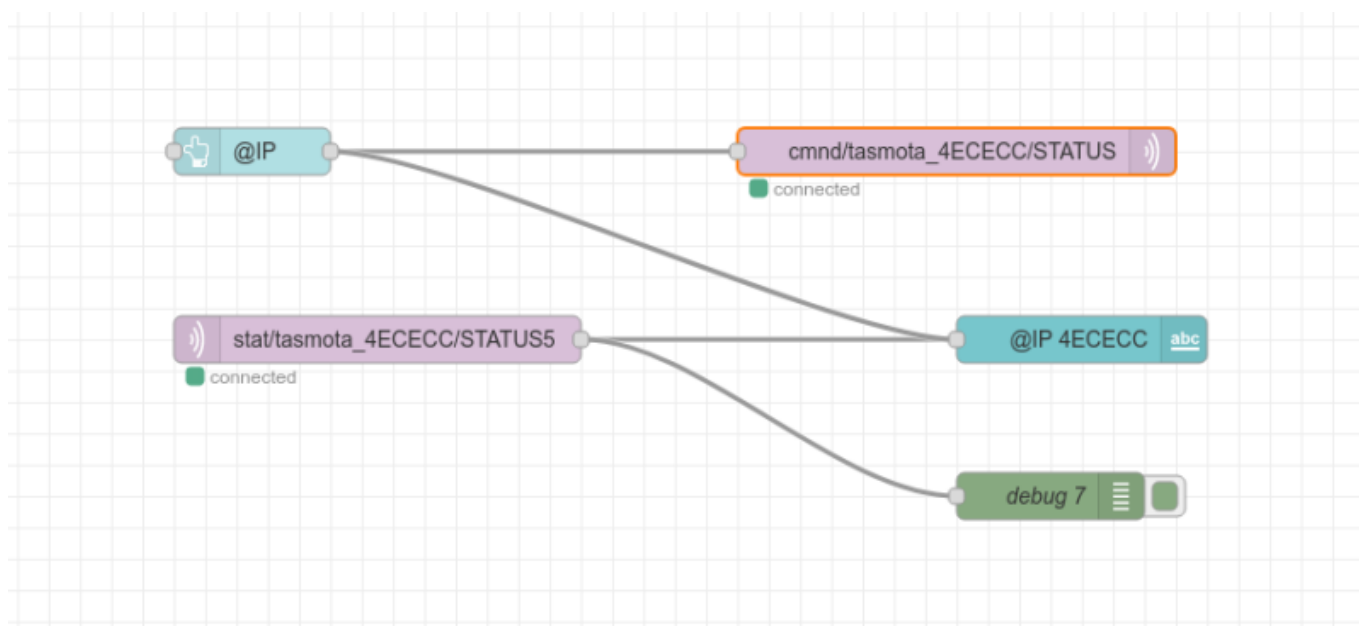 @IP
cmnd/tasmota_4ECECC/STATUS
connected
stat/tasmota_4ECECC/STATUS5
connected
@IP 4ECECC
abc
debug 7